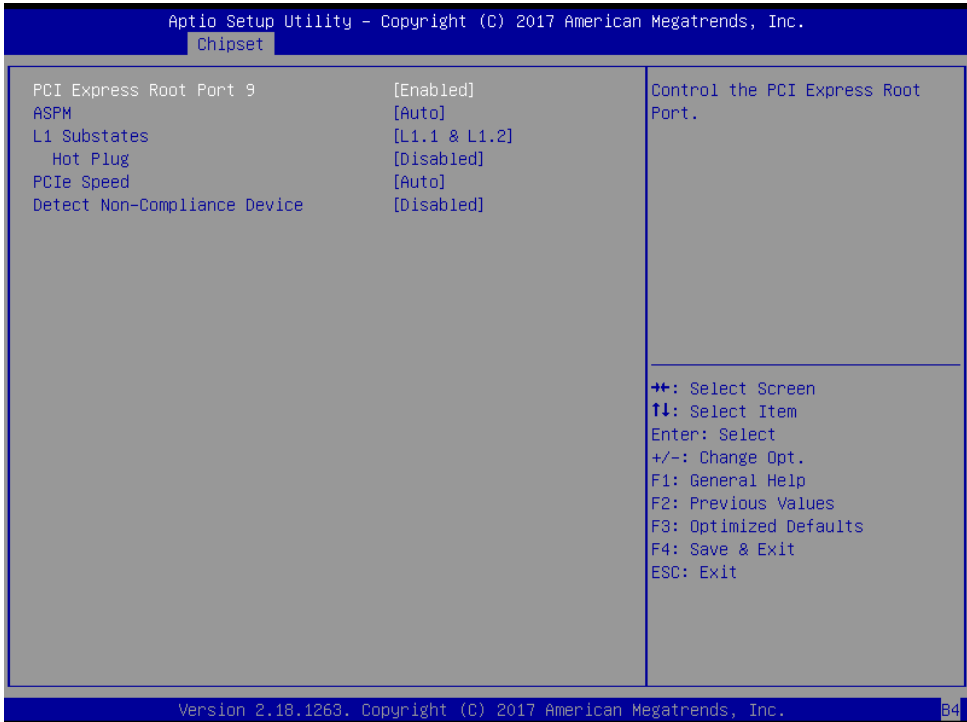 Aptio Setup Utility – Copyright (C) 2017 American Megatrends, Inc.
Chipset
PCI Express Root Port 9 [Enabled]
ASPM [Auto]
L1 Substates [L1.1 & L1.2]
Hot Plug [Disabled]
PCIe Speed [Auto]
Detect Non-Compliance Device [Disabled]
Control the PCI Express Root
Port.
→←: Select Screen
↑↓: Select Item
Enter: Select
+/-: Change Opt.
F1: General Help
F2: Previous Values
F3: Optimized Defaults
F4: Save & Exit
ESC: Exit
Version 2.18.1263. Copyright (C) 2017 American Megatrends, Inc.
B4